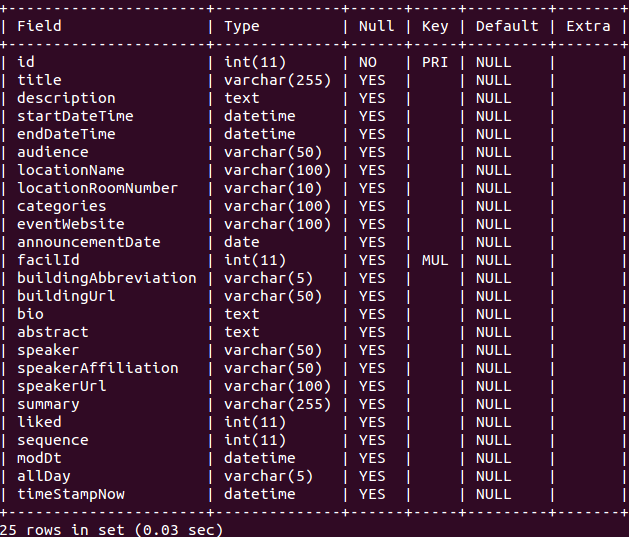 +-----------------------+--------------+------+-----+---------+-------+
| Field                 | Type         | Null | Key | Default | Extra |
+-----------------------+--------------+------+-----+---------+-------+
| id                    | int(11)      | NO   | PRI | NULL    |       |
| title                 | varchar(255) | YES  |     | NULL    |       |
| description           | text         | YES  |     | NULL    |       |
| startDateTime         | datetime     | YES  |     | NULL    |       |
| endDateTime           | datetime     | YES  |     | NULL    |       |
| audience              | varchar(50)  | YES  |     | NULL    |       |
| locationName          | varchar(100) | YES  |     | NULL    |       |
| locationRoomNumber    | varchar(10)  | YES  |     | NULL    |       |
| categories            | varchar(100) | YES  |     | NULL    |       |
| eventWebsite          | varchar(100) | YES  |     | NULL    |       |
| announcementDate      | date         | YES  |     | NULL    |       |
| facilId               | int(11)      | YES  | MUL | NULL    |       |
| buildingAbbreviation  | varchar(5)   | YES  |     | NULL    |       |
| buildingUrl           | varchar(50)  | YES  |     | NULL    |       |
| bio                   | text         | YES  |     | NULL    |       |
| abstract              | text         | YES  |     | NULL    |       |
| speaker               | varchar(50)  | YES  |     | NULL    |       |
| speakerAffiliation    | varchar(50)  | YES  |     | NULL    |       |
| speakerUrl            | varchar(100) | YES  |     | NULL    |       |
| summary               | varchar(255) | YES  |     | NULL    |       |
| liked                 | int(11)      | YES  |     | NULL    |       |
| sequence              | int(11)      | YES  |     | NULL    |       |
| modDt                 | datetime     | YES  |     | NULL    |       |
| allDay                | varchar(5)   | YES  |     | NULL    |       |
| timeStampNow          | datetime     | YES  |     | NULL    |       |
+-----------------------+--------------+------+-----+---------+-------+
25 rows in set (0.03 sec)